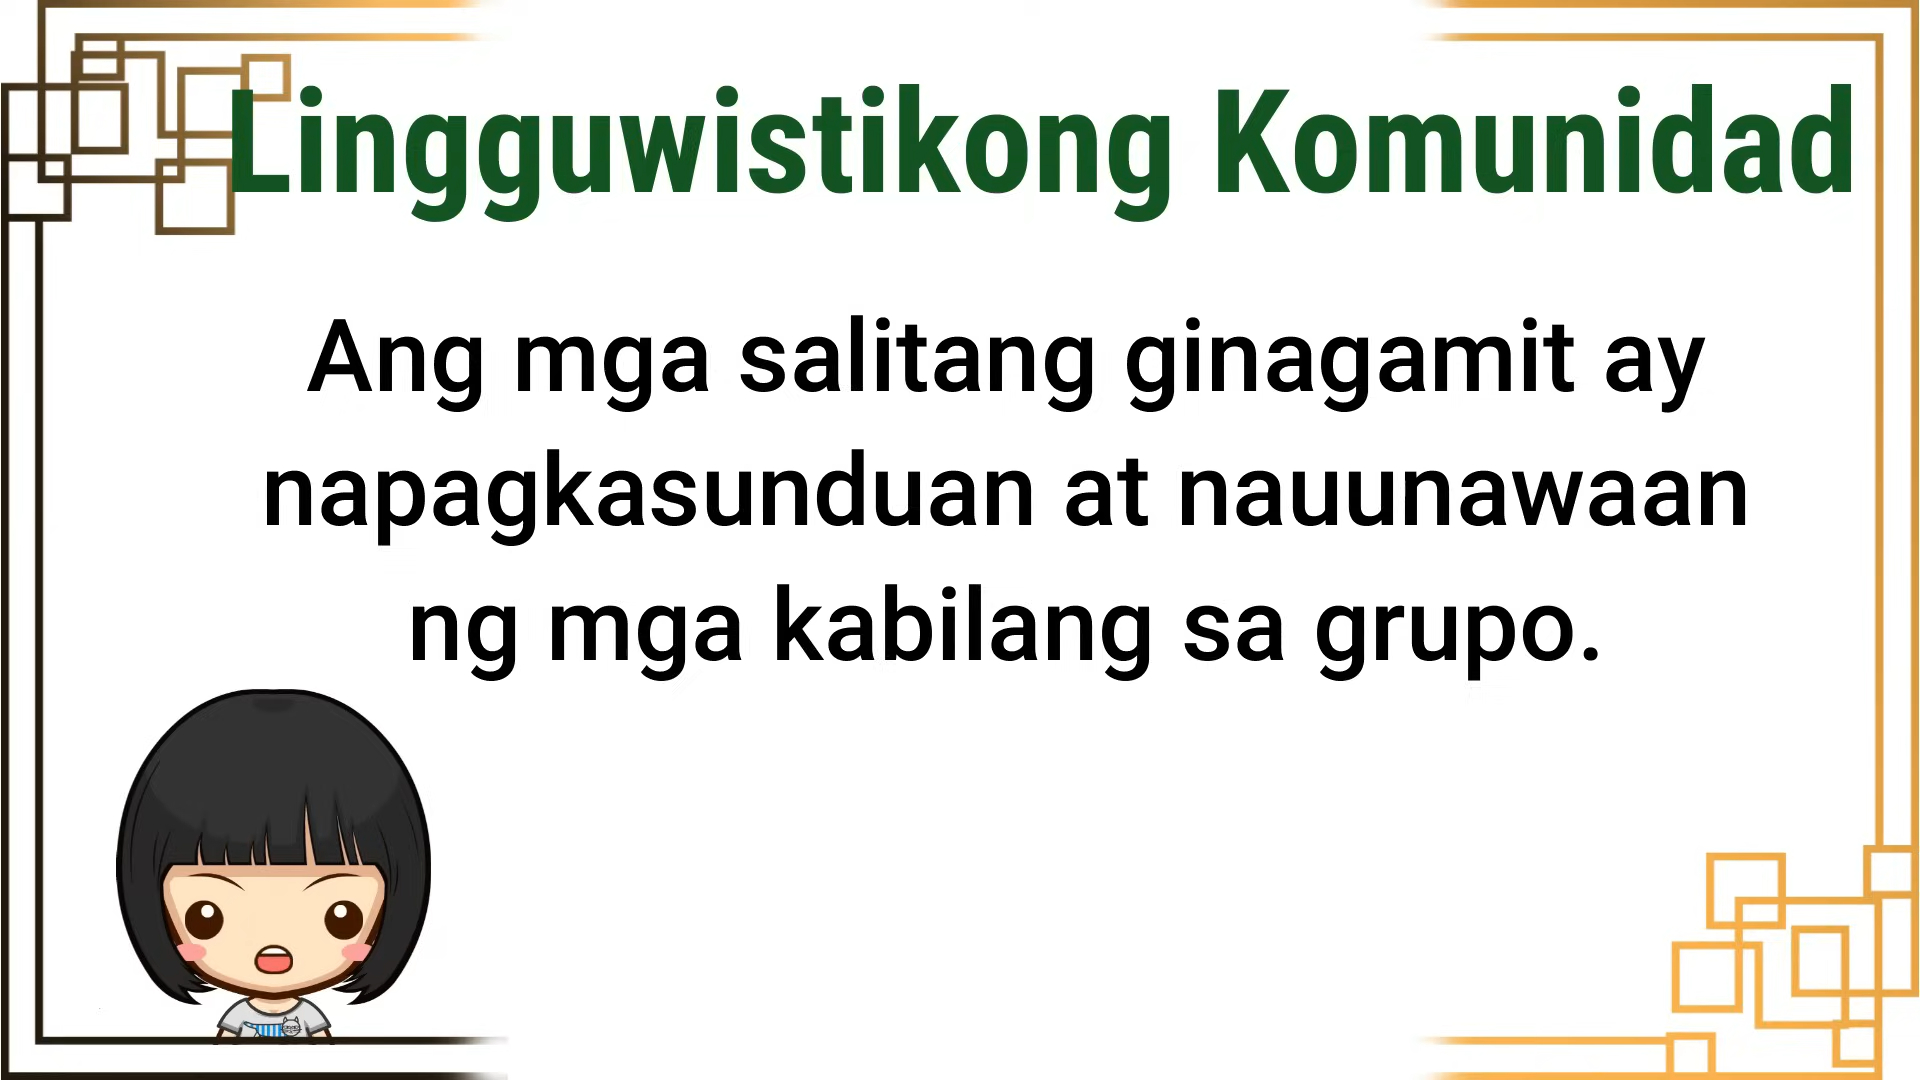 Lingguwistikong Komunidad
Ang mga salitang ginagamit ay
napagkasunduan at nauunawaan
ng mga kabilang sa grupo.